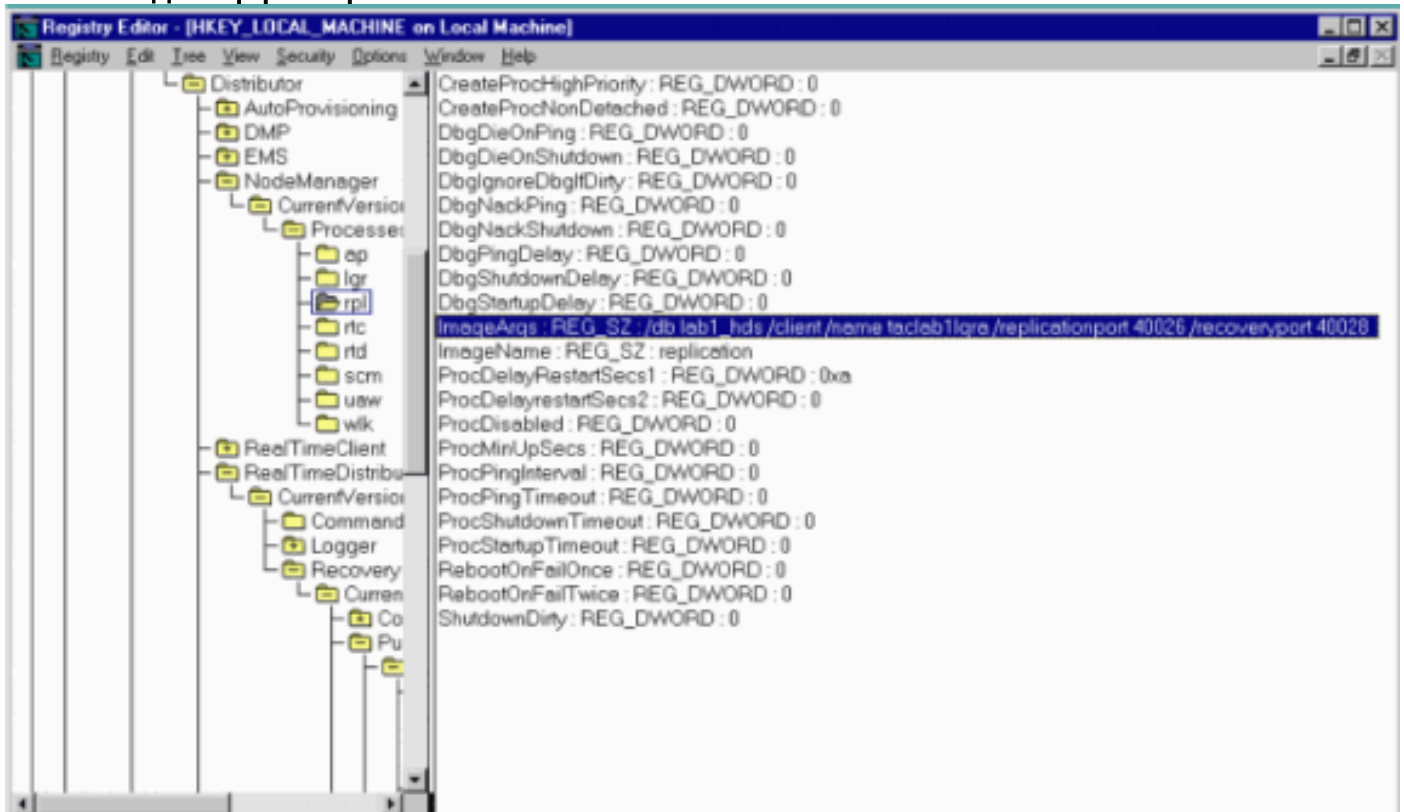 Registry Editor - [HKEY_LOCAL_MACHINE on Local Machine]
Registry Edit Tree View Security Options Window Help
Distributor
AutoProvisioning
DMP
EMS
NodeManager
CurrentVersion
Processes
ap
lgr
rpl
rtc
rtd
scm
uaw
wlk
RealTimeClient
RealTimeDistribu
CurrentVersion
Command
Logger
Recovery
Curren
Co
Pu
CreateProcHighPriority : REG_DWORD : 0
CreateProcNonDetached : REG_DWORD : 0
DbgDieOnPing : REG_DWORD : 0
DbgDieOnShutdown : REG_DWORD : 0
DbgIgnoreDbgIfDirty : REG_DWORD : 0
DbgNackPing : REG_DWORD : 0
DbgNackShutdown : REG_DWORD : 0
DbgPingDelay : REG_DWORD : 0
DbgShutdownDelay : REG_DWORD : 0
DbgStartupDelay : REG_DWORD : 0
ImageArgs : REG_SZ : /db lab1_hds /client /name taclab1lgra /replicationport 40026 /recoveryport 40028
ImageName : REG_SZ : replication
ProcDelayRestartSecs1 : REG_DWORD : 0xa
ProcDelayrestartSecs2 : REG_DWORD : 0
ProcDisabled : REG_DWORD : 0
ProcMinUpSecs : REG_DWORD : 0
ProcPingInterval : REG_DWORD : 0
ProcPingTimeout : REG_DWORD : 0
ProcShutdownTimeout : REG_DWORD : 0
ProcStartupTimeout : REG_DWORD : 0
RebootOnFailOnce : REG_DWORD : 0
RebootOnFailTwice : REG_DWORD : 0
ShutdownDirty : REG_DWORD : 0